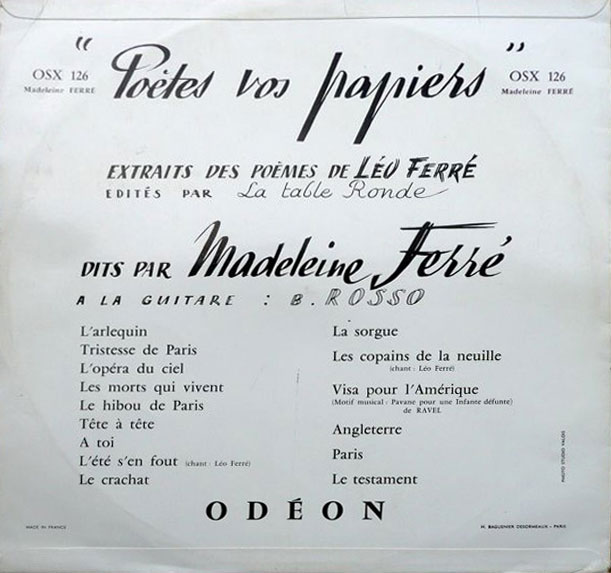 " Poètes vos papiers "
OSX 126
Madeleine FERRÉ
OSX 126
Madeleine FERRÉ
EXTRAITS DES POÈMES DE LÉO FERRÉ
EDITÉS PAR La table Ronde
DITS PAR Madeleine Ferré
A LA GUITARE : B. ROSSO
L'arlequin
Tristesse de Paris
L'opéra du ciel
Les morts qui vivent
Le hibou de Paris
Tête à tête
A toi
L'été s'en fout (chant : Léo Ferré)
Le crachat
La sorgue
Les copains de la neuille
(chant : Léo Ferré)
Visa pour l'Amérique
(Motif musical : Pavane pour une Infante défunte)
de RAVEL
Angleterre
Paris
Le testament
PHOTO STUDIO VALOIS
ODÉON
MADE IN FRANCE
H. BAGUENIER DESORMEAUX - PARIS